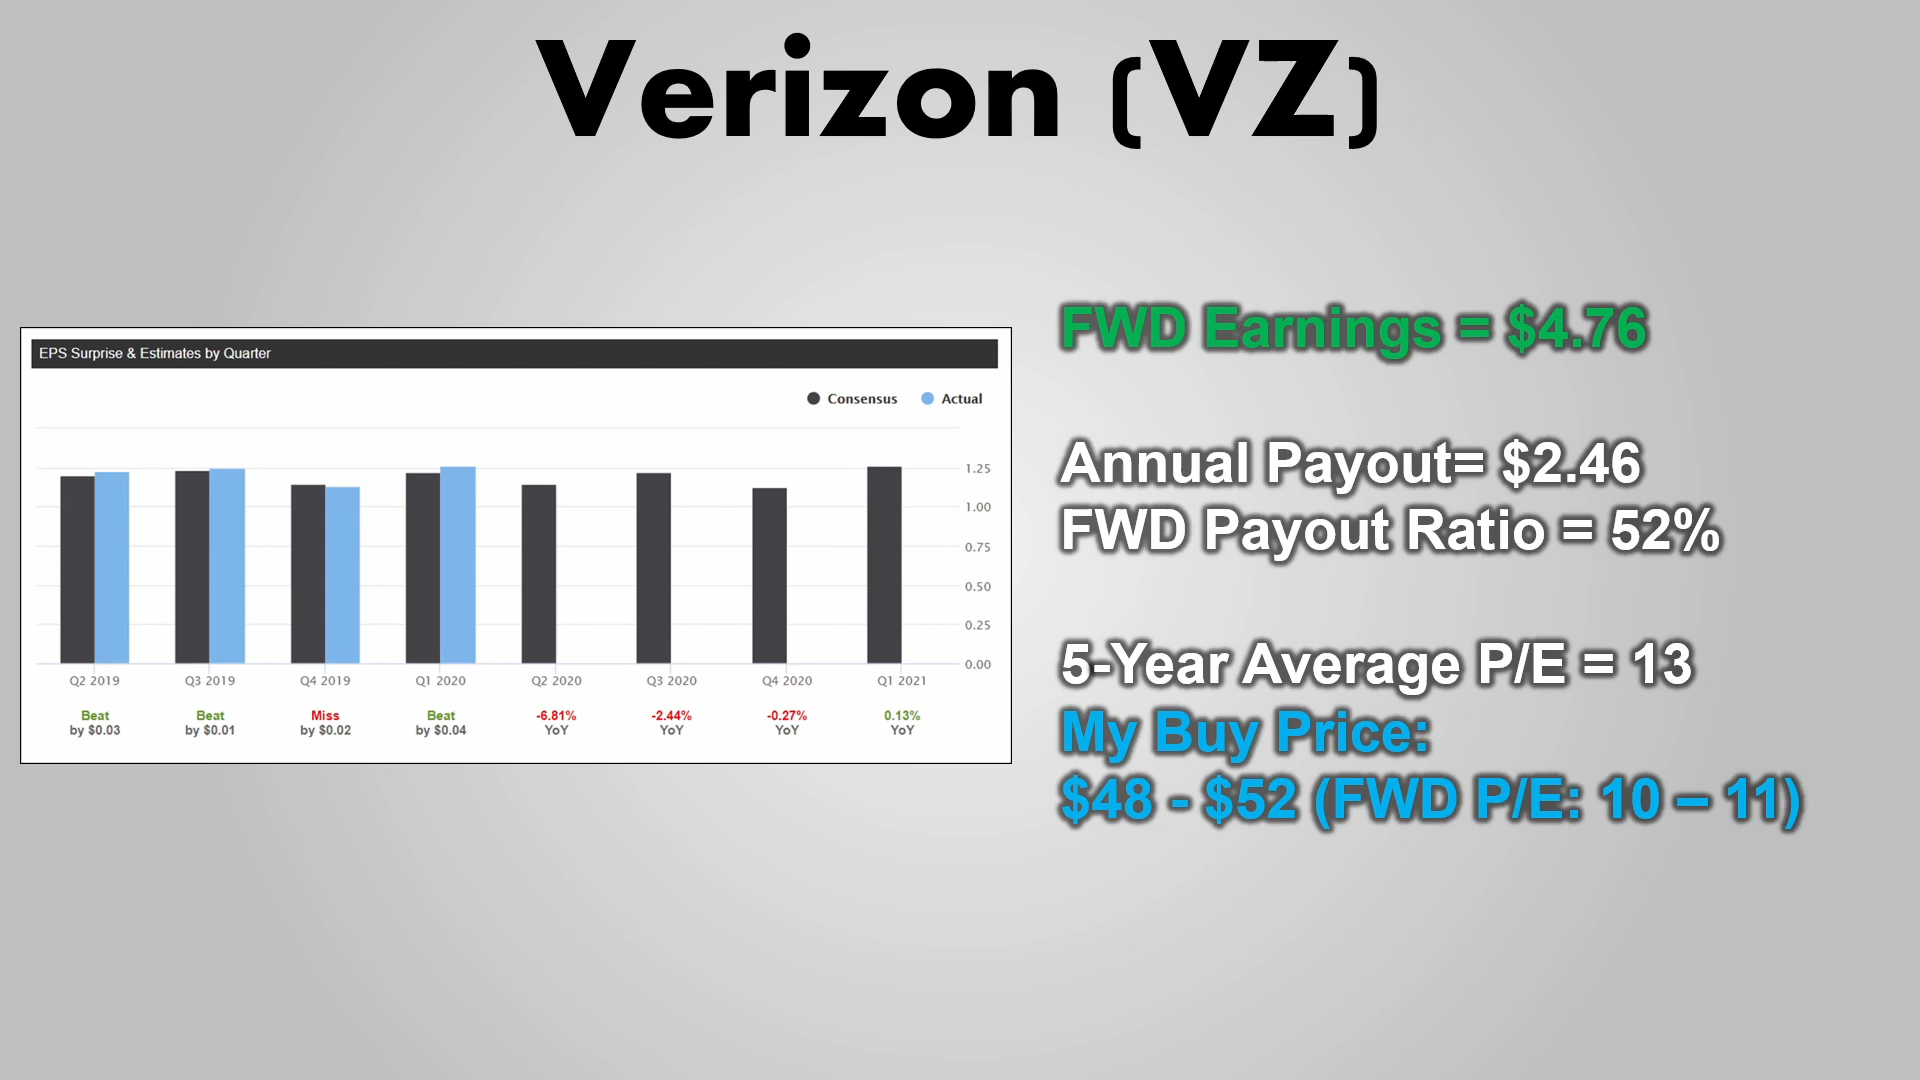 Verizon (VZ)
EPS Surprise & Estimates by Quarter
Consensus Actual
1.25
1.00
0.75
0.50
0.25
0.00
Q2 2019 Q3 2019 Q4 2019 Q1 2020 Q2 2020 Q3 2020 Q4 2020 Q1 2021
Beat Beat Miss Beat -6.81% -2.44% -0.27% 0.13%
by $0.03 by $0.01 by $0.02 by $0.04 YoY YoY YoY YoY
FWD Earnings = $4.76
Annual Payout= $2.46
FWD Payout Ratio = 52%
5-Year Average P/E = 13
My Buy Price:
$48 - $52 (FWD P/E: 10 – 11)